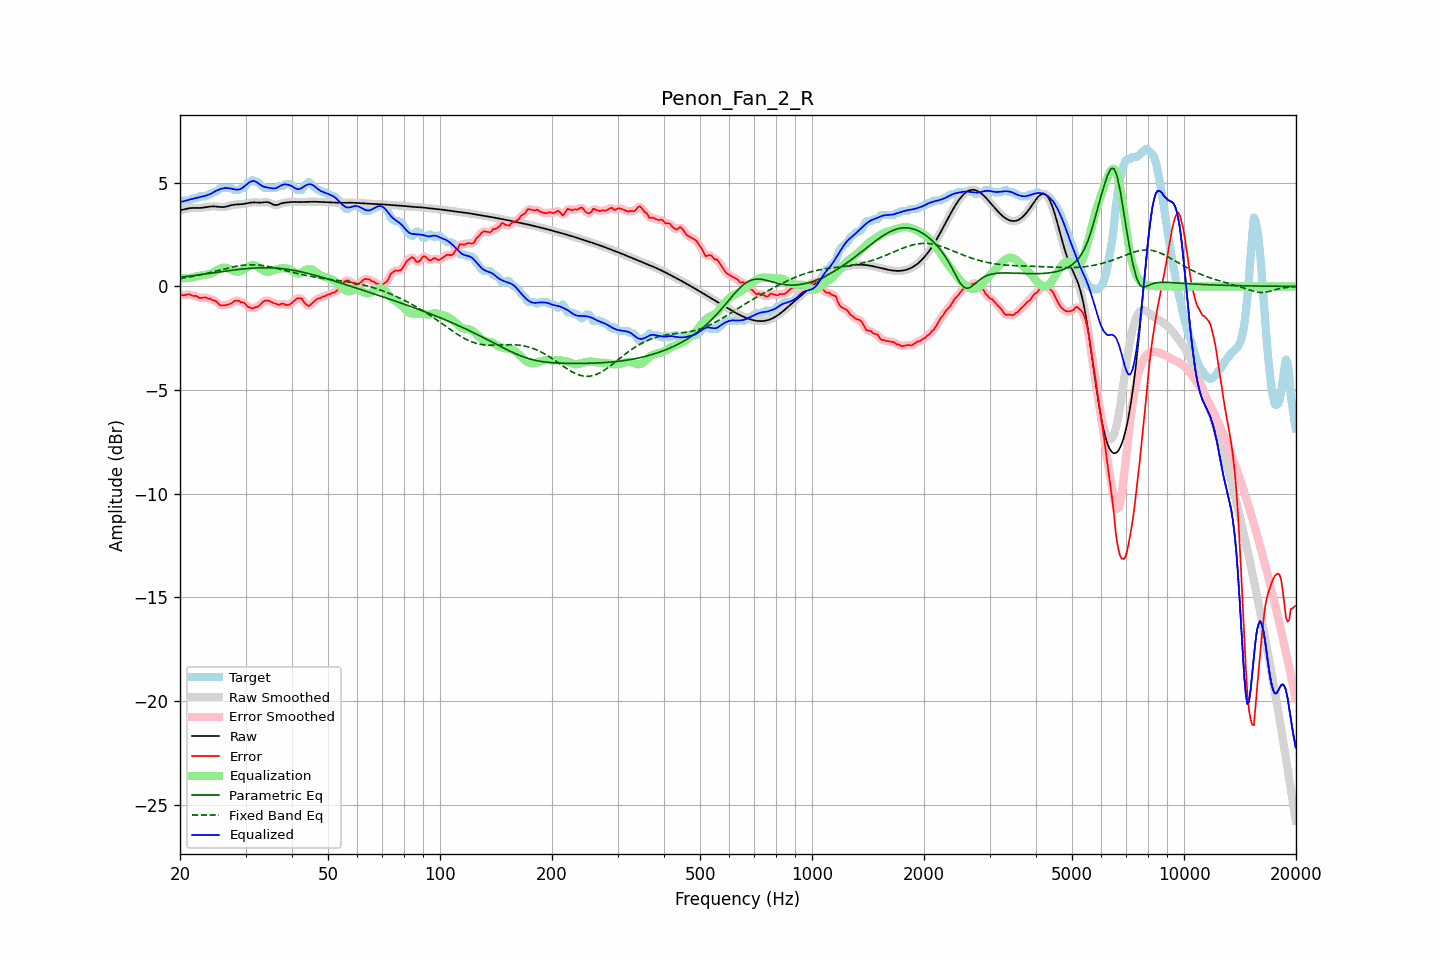 Penon_Fan_2_R
5
0
−5
−10
−15
−20
−25
Amplitude (dBr)
Target
Raw Smoothed
Error Smoothed
Raw
Error
Equalization
Parametric Eq
Fixed Band Eq
Equalized
20 50 100 200 500 1000 2000 5000 10000 20000
Frequency (Hz)